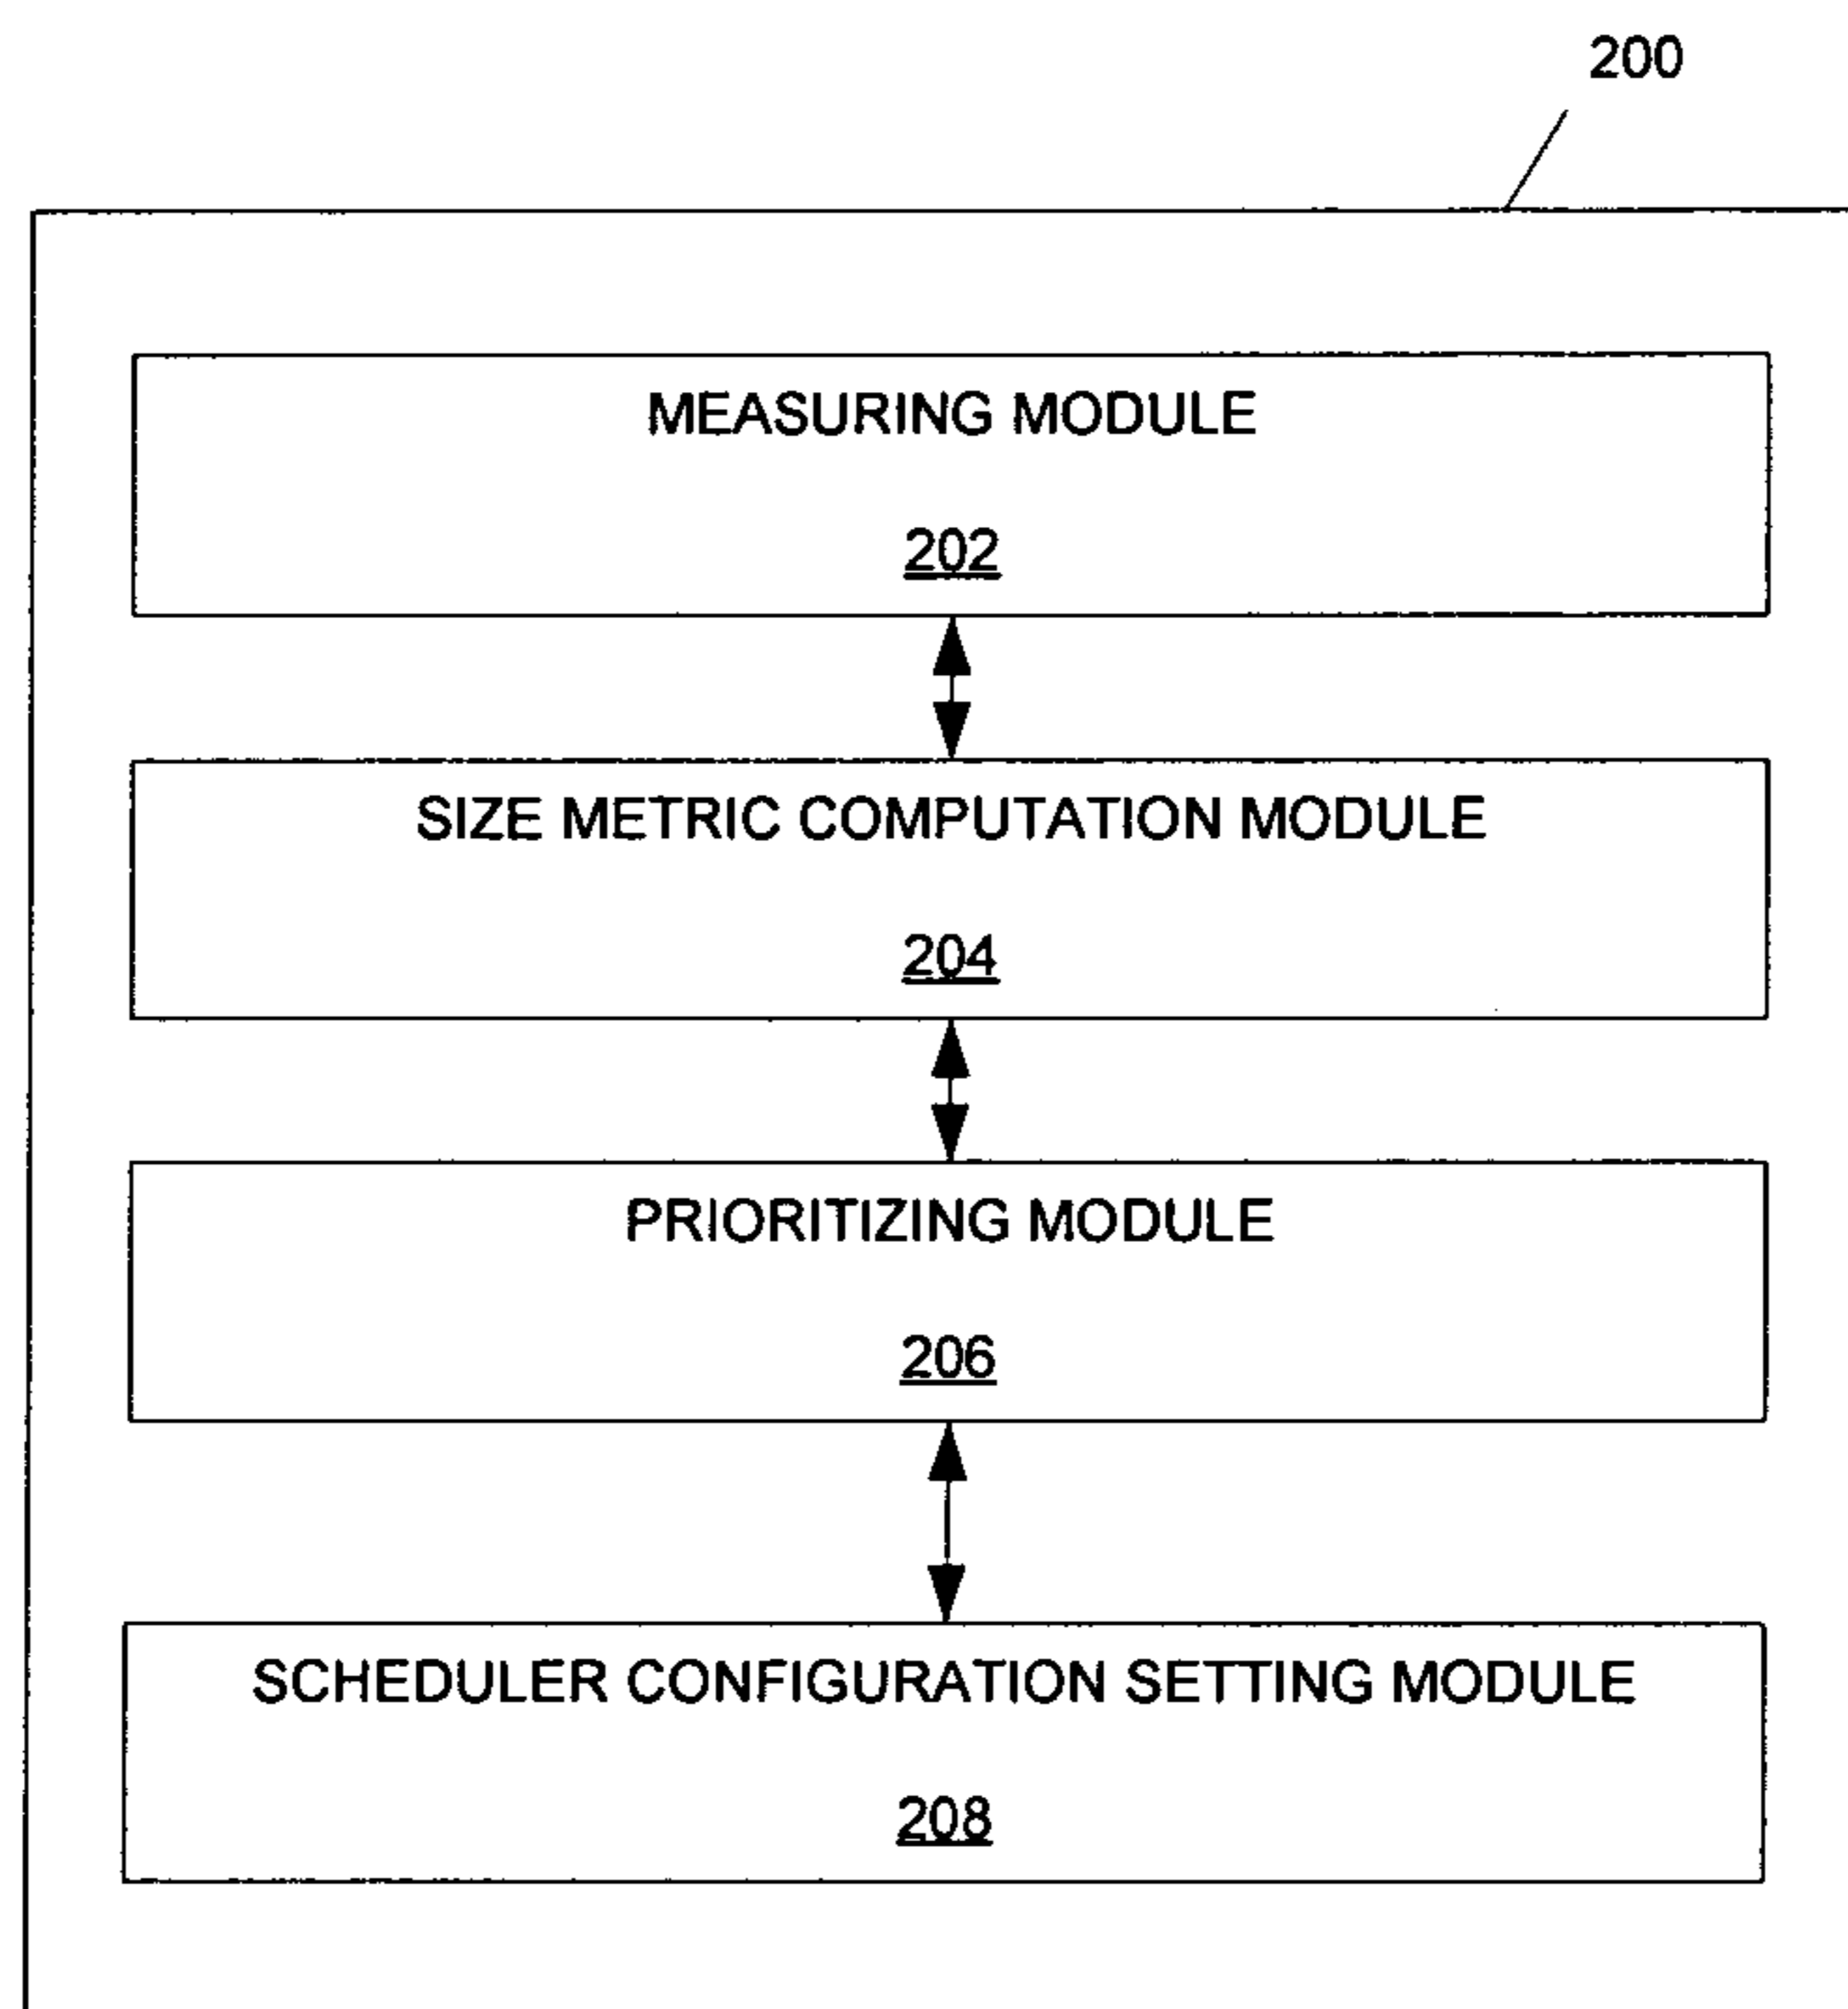 200
MEASURING MODULE
202
SIZE METRIC COMPUTATION MODULE
204
PRIORITIZING MODULE
206
SCHEDULER CONFIGURATION SETTING MODULE
208